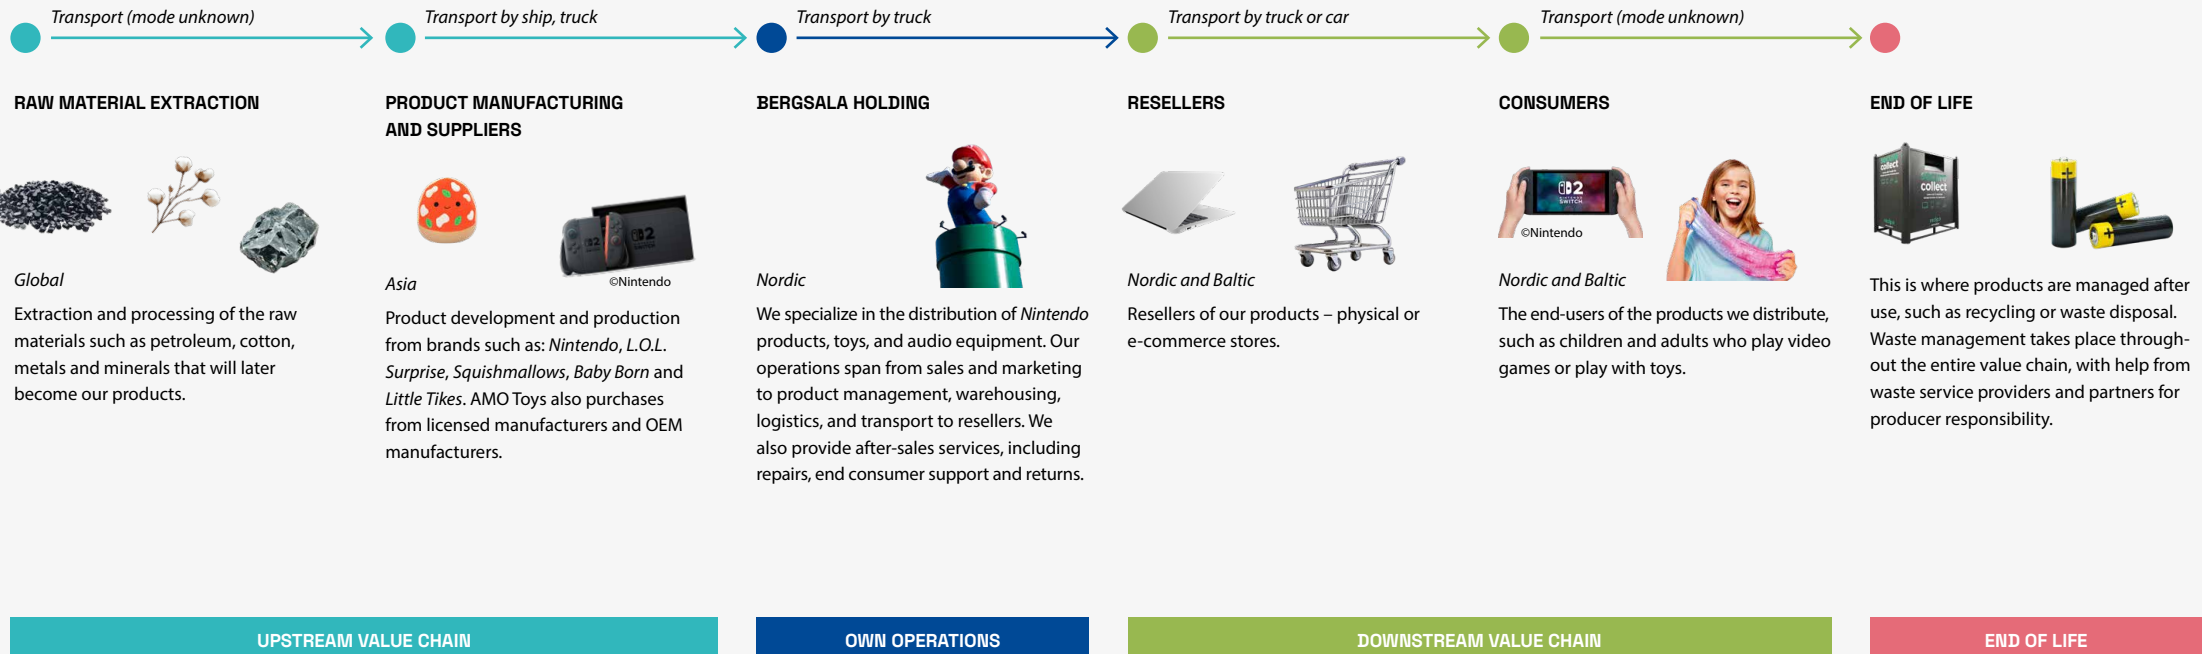 Transport (mode unknown)
Transport by ship, truck
Transport by truck
Transport by truck or car
Transport (mode unknown)
RAW MATERIAL EXTRACTION
Global
Extraction and processing of the raw
materials such as petroleum, cotton,
metals and minerals that will later
become our products.
PRODUCT MANUFACTURING
AND SUPPLIERS
2
2
©Nintendo
Asia
Product development and production
from brands such as: Nintendo, L.O.L.
Surprise, Squishmallows, Baby Born and
Little Tikes. AMO Toys also purchases
from licensed manufacturers and OEM
manufacturers.
BERGSALA HOLDING
Nordic
We specialize in the distribution of Nintendo
products, toys, and audio equipment. Our
operations span from sales and marketing
to product management, warehousing,
logistics, and transport to resellers. We
also provide after-sales services, including
repairs, end consumer support and returns.
RESELLERS
Nordic and Baltic
Resellers of our products – physical or
e-commerce stores.
CONSUMERS
2
NINTENDO
SWITCH
©Nintendo
Nordic and Baltic
The end-users of the products we distribute,
such as children and adults who play video
games or play with toys.
END OF LIFE
collect
collect
This is where products are managed after
use, such as recycling or waste disposal.
Waste management takes place through-
out the entire value chain, with help from
waste service providers and partners for
producer responsibility.
UPSTREAM VALUE CHAIN
OWN OPERATIONS
DOWNSTREAM VALUE CHAIN
END OF LIFE